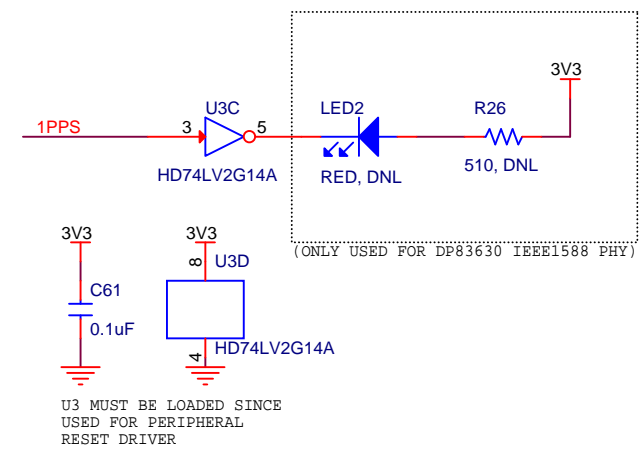 3V3
U3C
LED2
R26
1PPS
3
5
HD74LV2G14A
RED, DNL
510, DNL
(ONLY USED FOR DP83630 IEEE1588 PHY)
3V3
3V3
8
U3D
C61
0.1uF
4
HD74LV2G14A
U3 MUST BE LOADED SINCE
USED FOR PERIPHERAL
RESET DRIVER